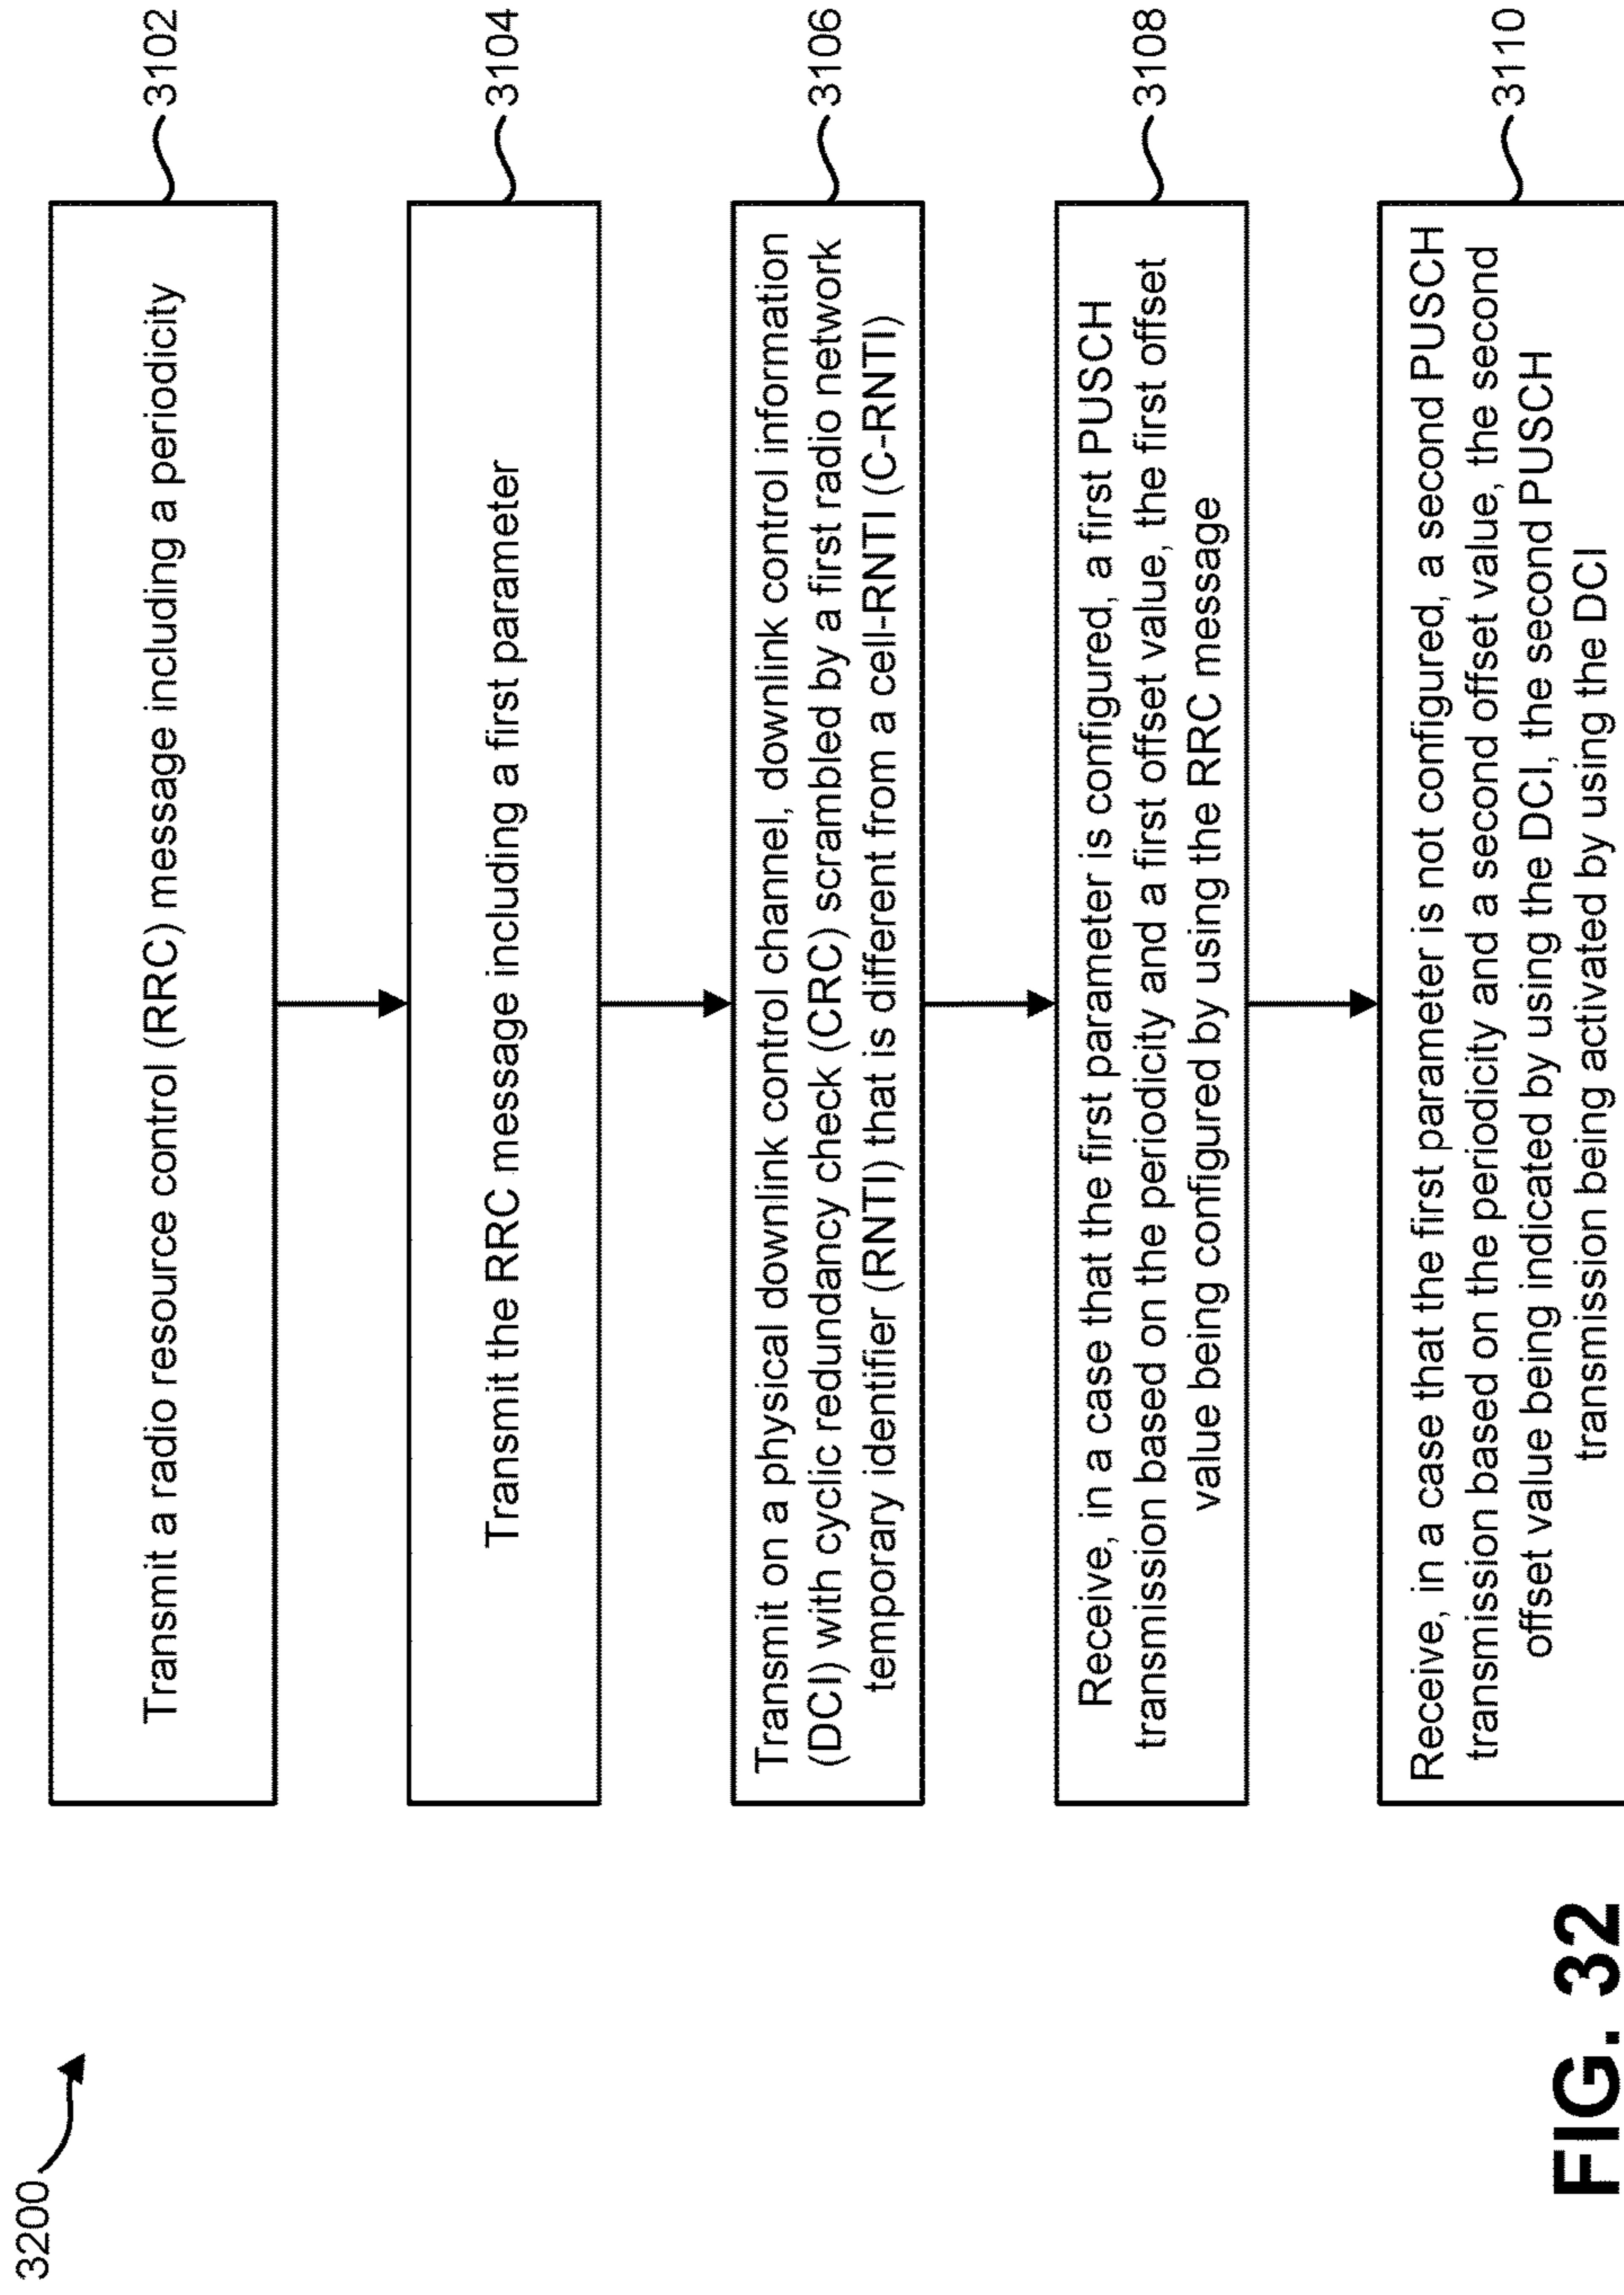 3200
Transmit a radio resource control (RRC) message including a periodicity
3102
Transmit the RRC message including a first parameter
3104
Transmit on a physical downlink control channel, downlink control information
(DCI) with cyclic redundancy check (CRC) scrambled by a first radio network
temporary identifier (RNTI) that is different from a cell-RNTI (C-RNTI)
3106
Receive, in a case that the first parameter is configured, a first PUSCH
transmission based on the periodicity and a first offset value, the first offset
value being configured by using the RRC message
3108
Receive, in a case that the first parameter is not configured, a second PUSCH
transmission based on the periodicity and a second offset value, the second
offset value being indicated by using the DCI, the second PUSCH
transmission being activated by using the DCI
3110
FIG. 32